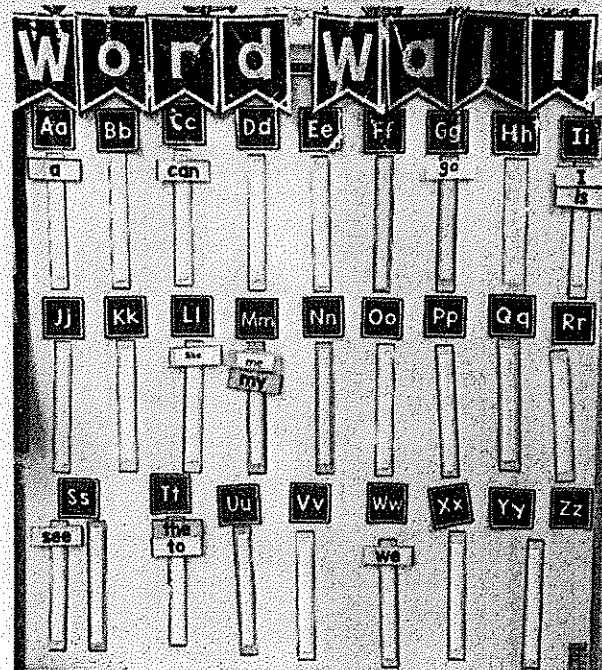 Word Wall
Aa Bb Cc Dd Ee Ff Gg Hh Ii
a can go I
is
Jj Kk Ll Mm Nn Oo Pp Qq Rr
me
my
Ss Tt Uu Vv Ww Xx Yy Zz
see the we
to